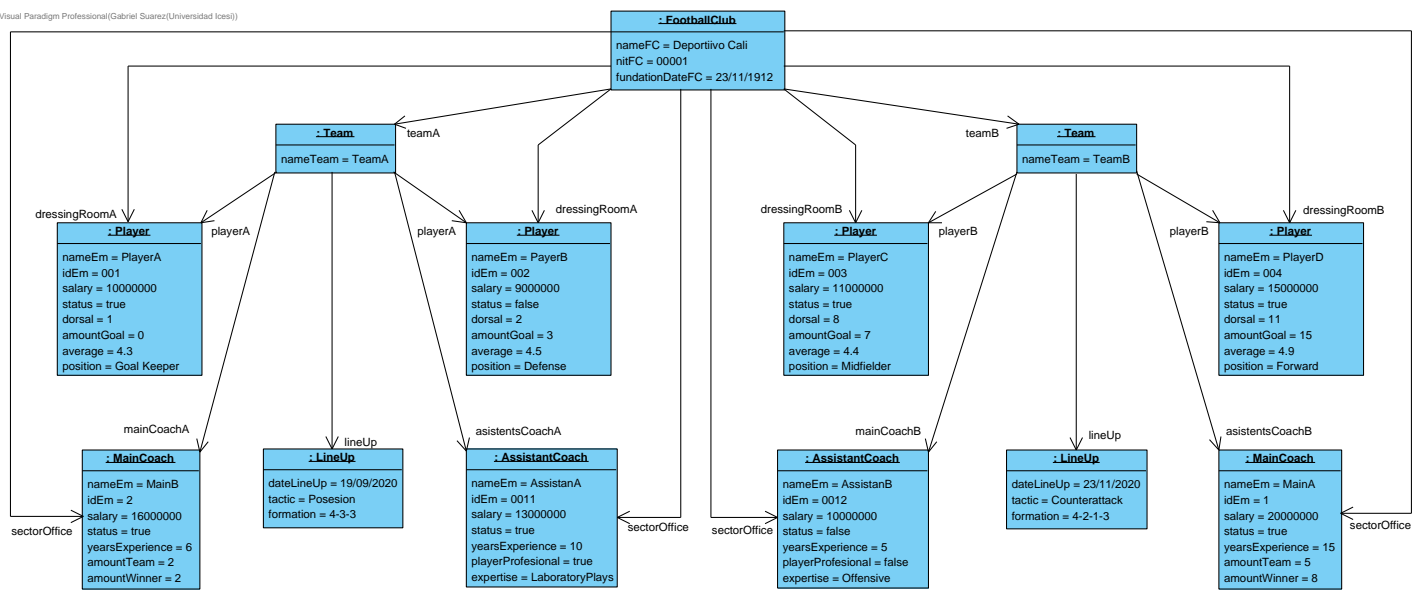 Visual Paradigm Professional(Gabriel Suarez(Universidad Icesi))
: FootballClub
nameFC = Deportiivo Cali
nitFC = 00001
fundationDateFC = 23/11/1912
teamA
teamB
: Team
nameTeam = TeamA
: Team
nameTeam = TeamB
dressingRoomA
dressingRoomA
dressingRoomB
dressingRoomB
playerA
playerA
playerB
playerB
: Player
nameEm = PlayerA
idEm = 001
salary = 10000000
status = true
dorsal = 1
amountGoal = 0
average = 4.3
position = Goal Keeper
: Player
nameEm = PayerB
idEm = 002
salary = 9000000
status = false
dorsal = 2
amountGoal = 3
average = 4.5
position = Defense
: Player
nameEm = PlayerC
idEm = 003
salary = 11000000
status = true
dorsal = 8
amountGoal = 7
average = 4.4
position = Midfielder
: Player
nameEm = PlayerD
idEm = 004
salary = 15000000
status = true
dorsal = 11
amountGoal = 15
average = 4.9
position = Forward
mainCoachA
lineUp
asistentsCoachA
mainCoachB
lineUp
asistentsCoachB
: MainCoach
nameEm = MainB
idEm = 2
salary = 16000000
status = true
yearsExperience = 6
amountTeam = 2
amountWinner = 2
sectorOffice
: LineUp
dateLineUp = 19/09/2020
tactic = Posesion
formation = 4-3-3
: AssistantCoach
nameEm = AssistanA
idEm = 0011
salary = 13000000
status = true
yearsExperience = 10
playerProfesional = true
expertise = LaboratoryPlays
sectorOffice
sectorOffice
: AssistantCoach
nameEm = AssistanB
idEm = 0012
salary = 10000000
status = false
yearsExperience = 5
playerProfesional = false
expertise = Offensive
: LineUp
dateLineUp = 23/11/2020
tactic = Counterattack
formation = 4-2-1-3
: MainCoach
nameEm = MainA
idEm = 1
salary = 20000000
status = true
yearsExperience = 15
amountTeam = 5
amountWinner = 8
sectorOffice